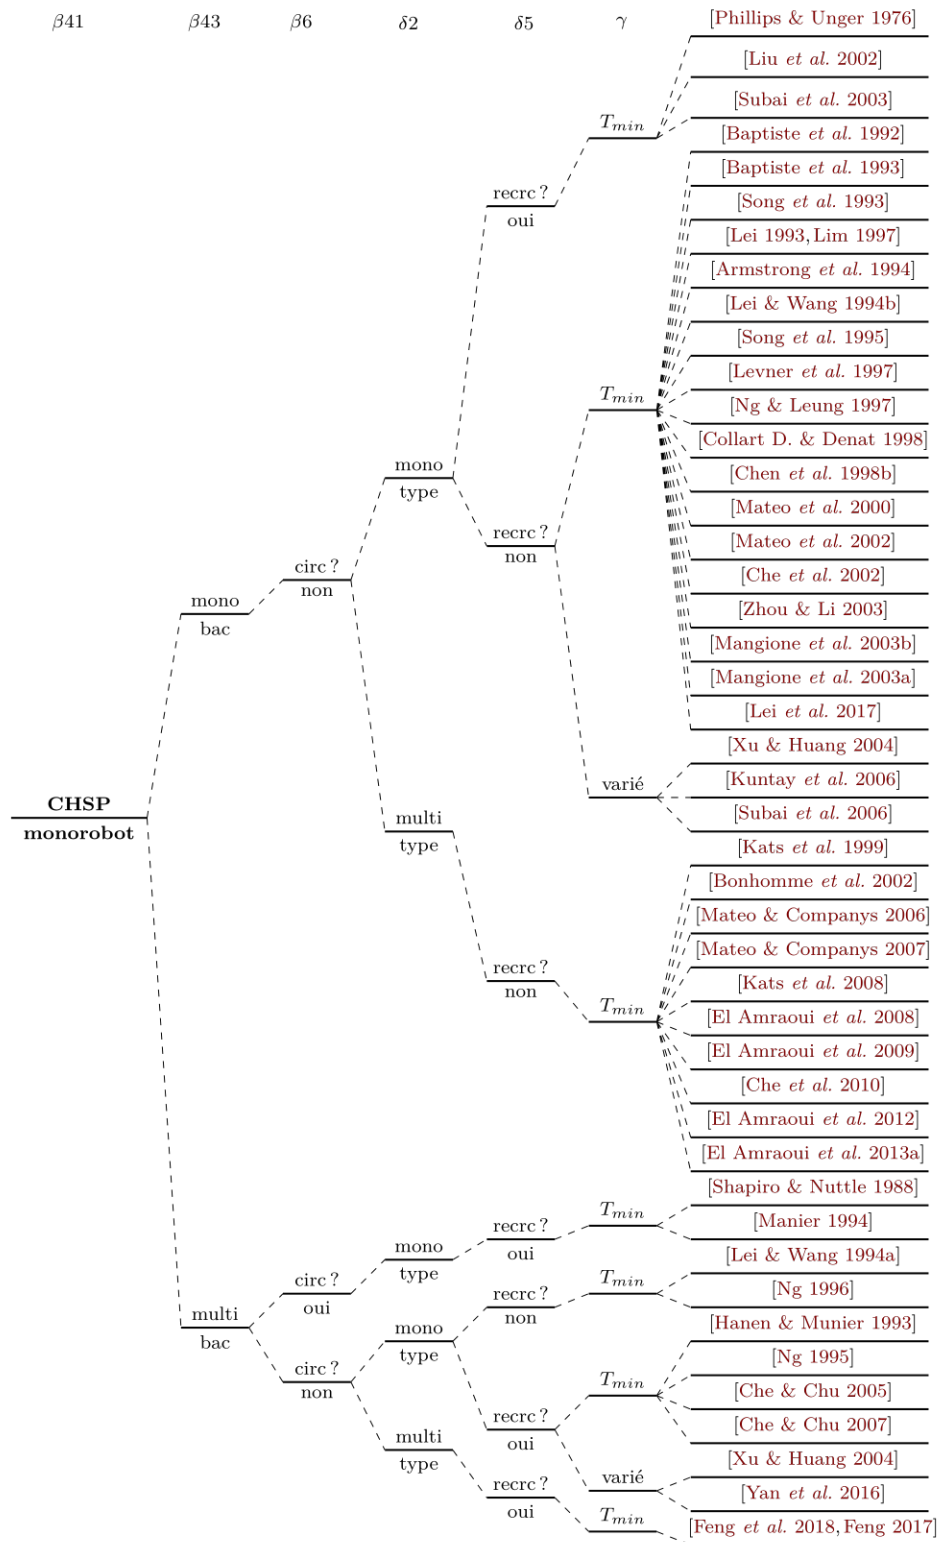 β41 β43 β6 δ2 δ5 γ
[Phillips & Unger 1976]
[Liu et al. 2002]
[Subai et al. 2003]
T_min
[Baptiste et al. 1992]
[Baptiste et al. 1993]
recrc ?
oui
[Song et al. 1993]
[Lei 1993, Lim 1997]
[Armstrong et al. 1994]
[Lei & Wang 1994b]
[Song et al. 1995]
[Levner et al. 1997]
T_min
[Ng & Leung 1997]
[Collart D. & Denat 1998]
mono
type
[Chen et al. 1998b]
[Mateo et al. 2000]
recrc ?
non
[Mateo et al. 2002]
circ ?
non
[Che et al. 2002]
mono
bac
[Zhou & Li 2003]
[Mangione et al. 2003b]
[Mangione et al. 2003a]
[Lei et al. 2017]
[Xu & Huang 2004]
varié
[Kuntay et al. 2006]
CHSP
monorobot
multi
type
[Subai et al. 2006]
[Kats et al. 1999]
[Bonhomme et al. 2002]
[Mateo & Companys 2006]
[Mateo & Companys 2007]
recrc ?
non
[Kats et al. 2008]
T_min
[El Amraoui et al. 2008]
[El Amraoui et al. 2009]
[Che et al. 2010]
[El Amraoui et al. 2012]
[El Amraoui et al. 2013a]
[Shapiro & Nuttle 1988]
T_min
[Manier 1994]
recrc ?
oui
mono
type
[Lei & Wang 1994a]
circ ?
oui
T_min
[Ng 1996]
recrc ?
non
multi
bac
mono
type
[Hanen & Munier 1993]
[Ng 1995]
circ ?
non
T_min
[Che & Chu 2005]
[Che & Chu 2007]
recrc ?
oui
multi
type
[Xu & Huang 2004]
varié
[Yan et al. 2016]
recrc ?
oui
T_min
[Feng et al. 2018, Feng 2017]